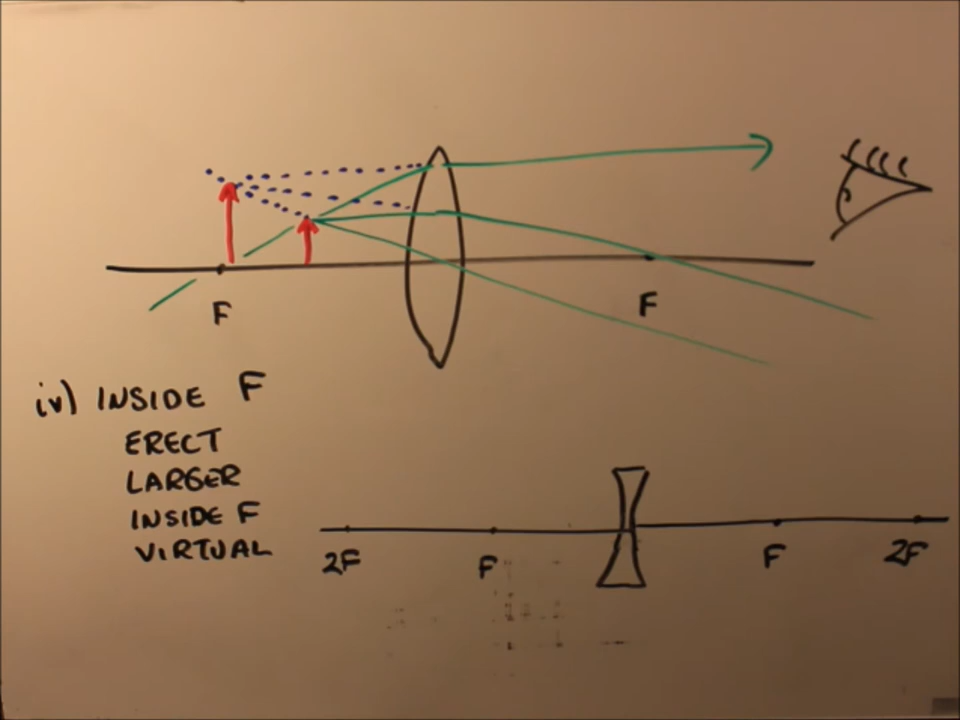 F
F
iv) INSIDE F
ERECT
LARGER
INSIDE F
VIRTUAL
2F
F
F
2F